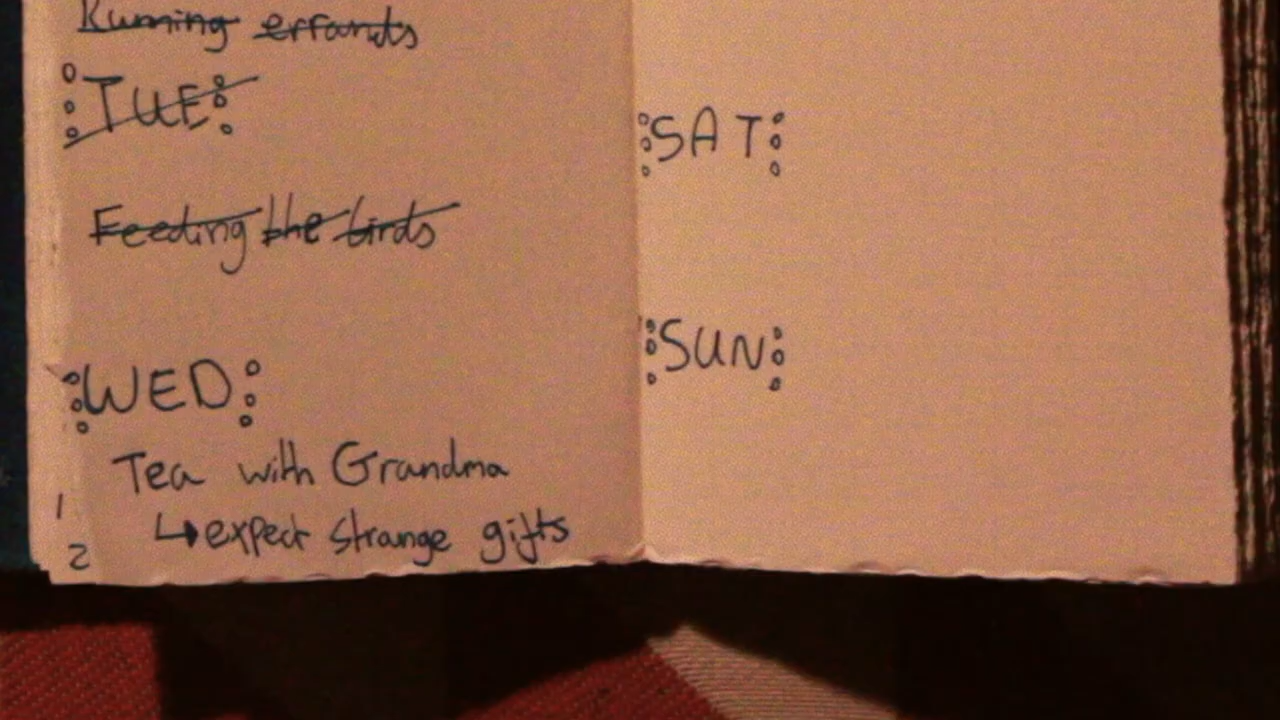 Running errands
TUE
Feeding the birds
WED
Tea with Grandma
1
↳expect strange gifts
2
SAT
SUN